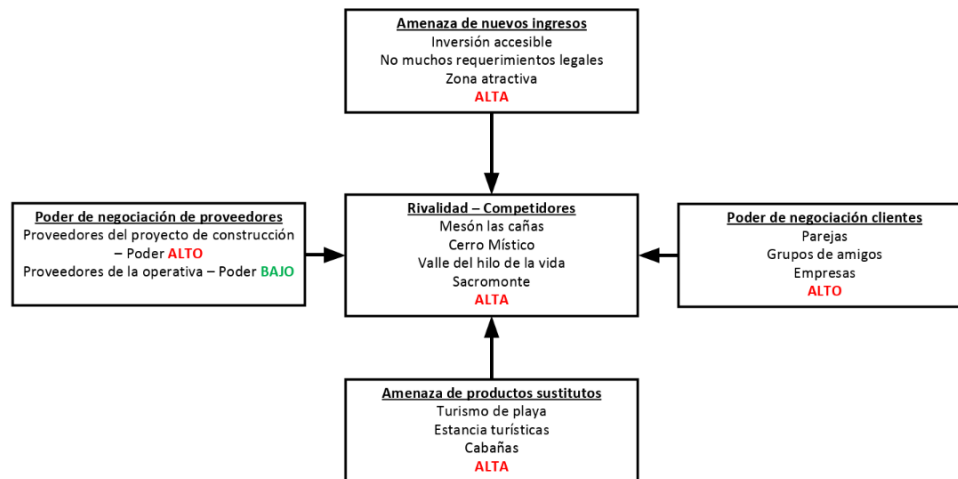 Amenaza de nuevos ingresos
Inversión accesible
No muchos requerimientos legales
Zona atractiva
ALTA
Poder de negociación de proveedores
Proveedores del proyecto de construcción
– Poder ALTO
Proveedores de la operativa – Poder BAJO
Rivalidad – Competidores
Mesón las cañas
Cerro Místico
Valle del hilo de la vida
Sacromonte
ALTA
Poder de negociación clientes
Parejas
Grupos de amigos
Empresas
ALTO
Amenaza de productos sustitutos
Turismo de playa
Estancia turísticas
Cabañas
ALTA